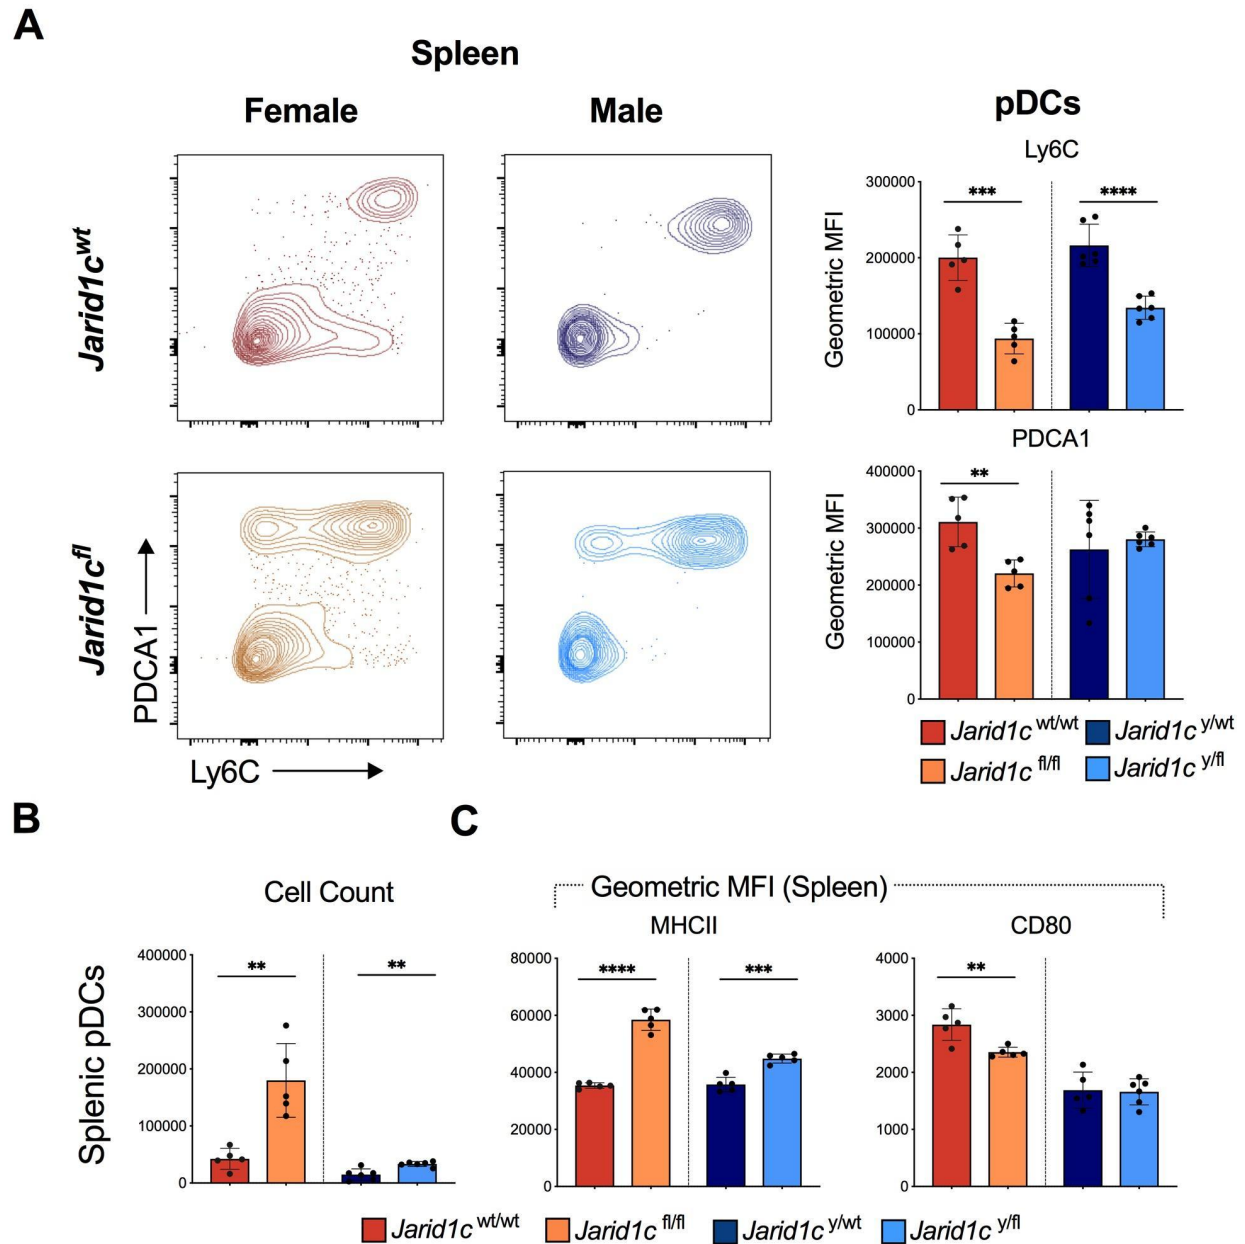 A
Spleen
Female
Male
pDCs
Jarid1c wt
Jarid1c fl
PDCA1
Ly6C
Ly6C
Geometric MFI
300000
200000
100000
0
***
****
PDCA1
Geometric MFI
400000
300000
200000
100000
0
**
Jarid1c wt/wt
Jarid1c y/wt
Jarid1c fl/fl
Jarid1c y/fl
B
Cell Count
Splenic pDCs
400000
300000
200000
100000
0
**
**
C
Geometric MFI (Spleen)
MHCII
80000
60000
40000
20000
0
****
***
CD80
4000
3000
2000
1000
0
**
Jarid1c wt/wt
Jarid1c fl/fl
Jarid1c y/wt
Jarid1c y/fl